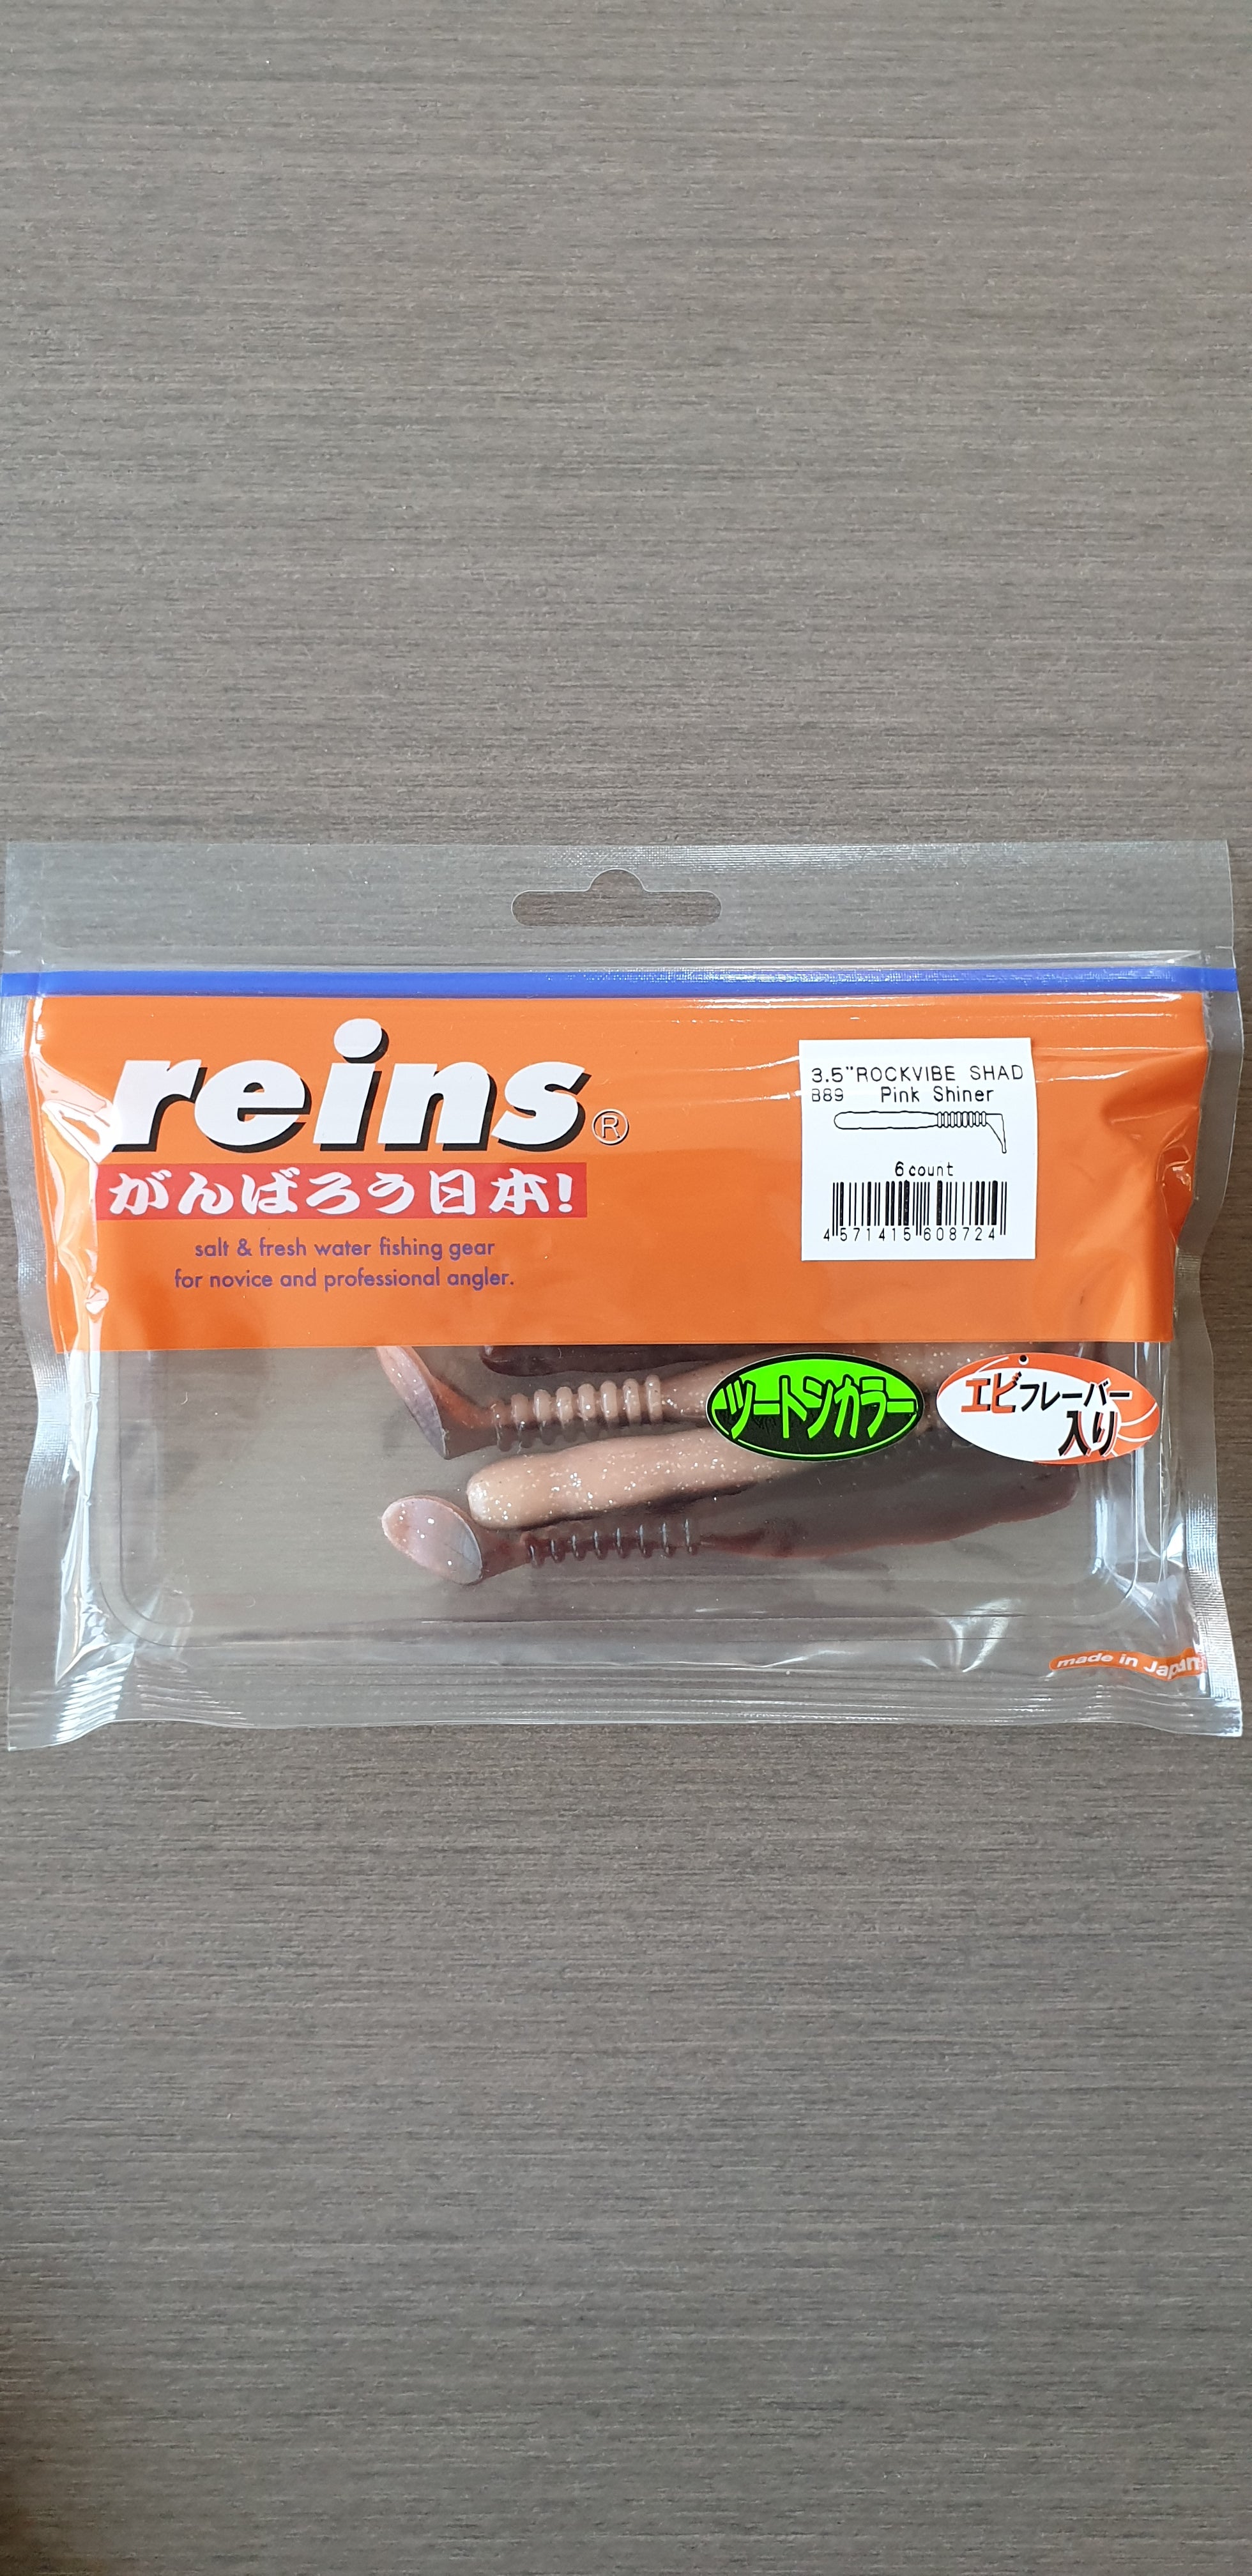 reins®
がんばろう日本!
salt & fresh water fishing gear
for novice and professional angler.
3.5"ROCKVIBE SHAD
B69 Pink Shiner
6 count
4 571415 608724
ツートンカラー
エビフレーバー
入り
made in Japan